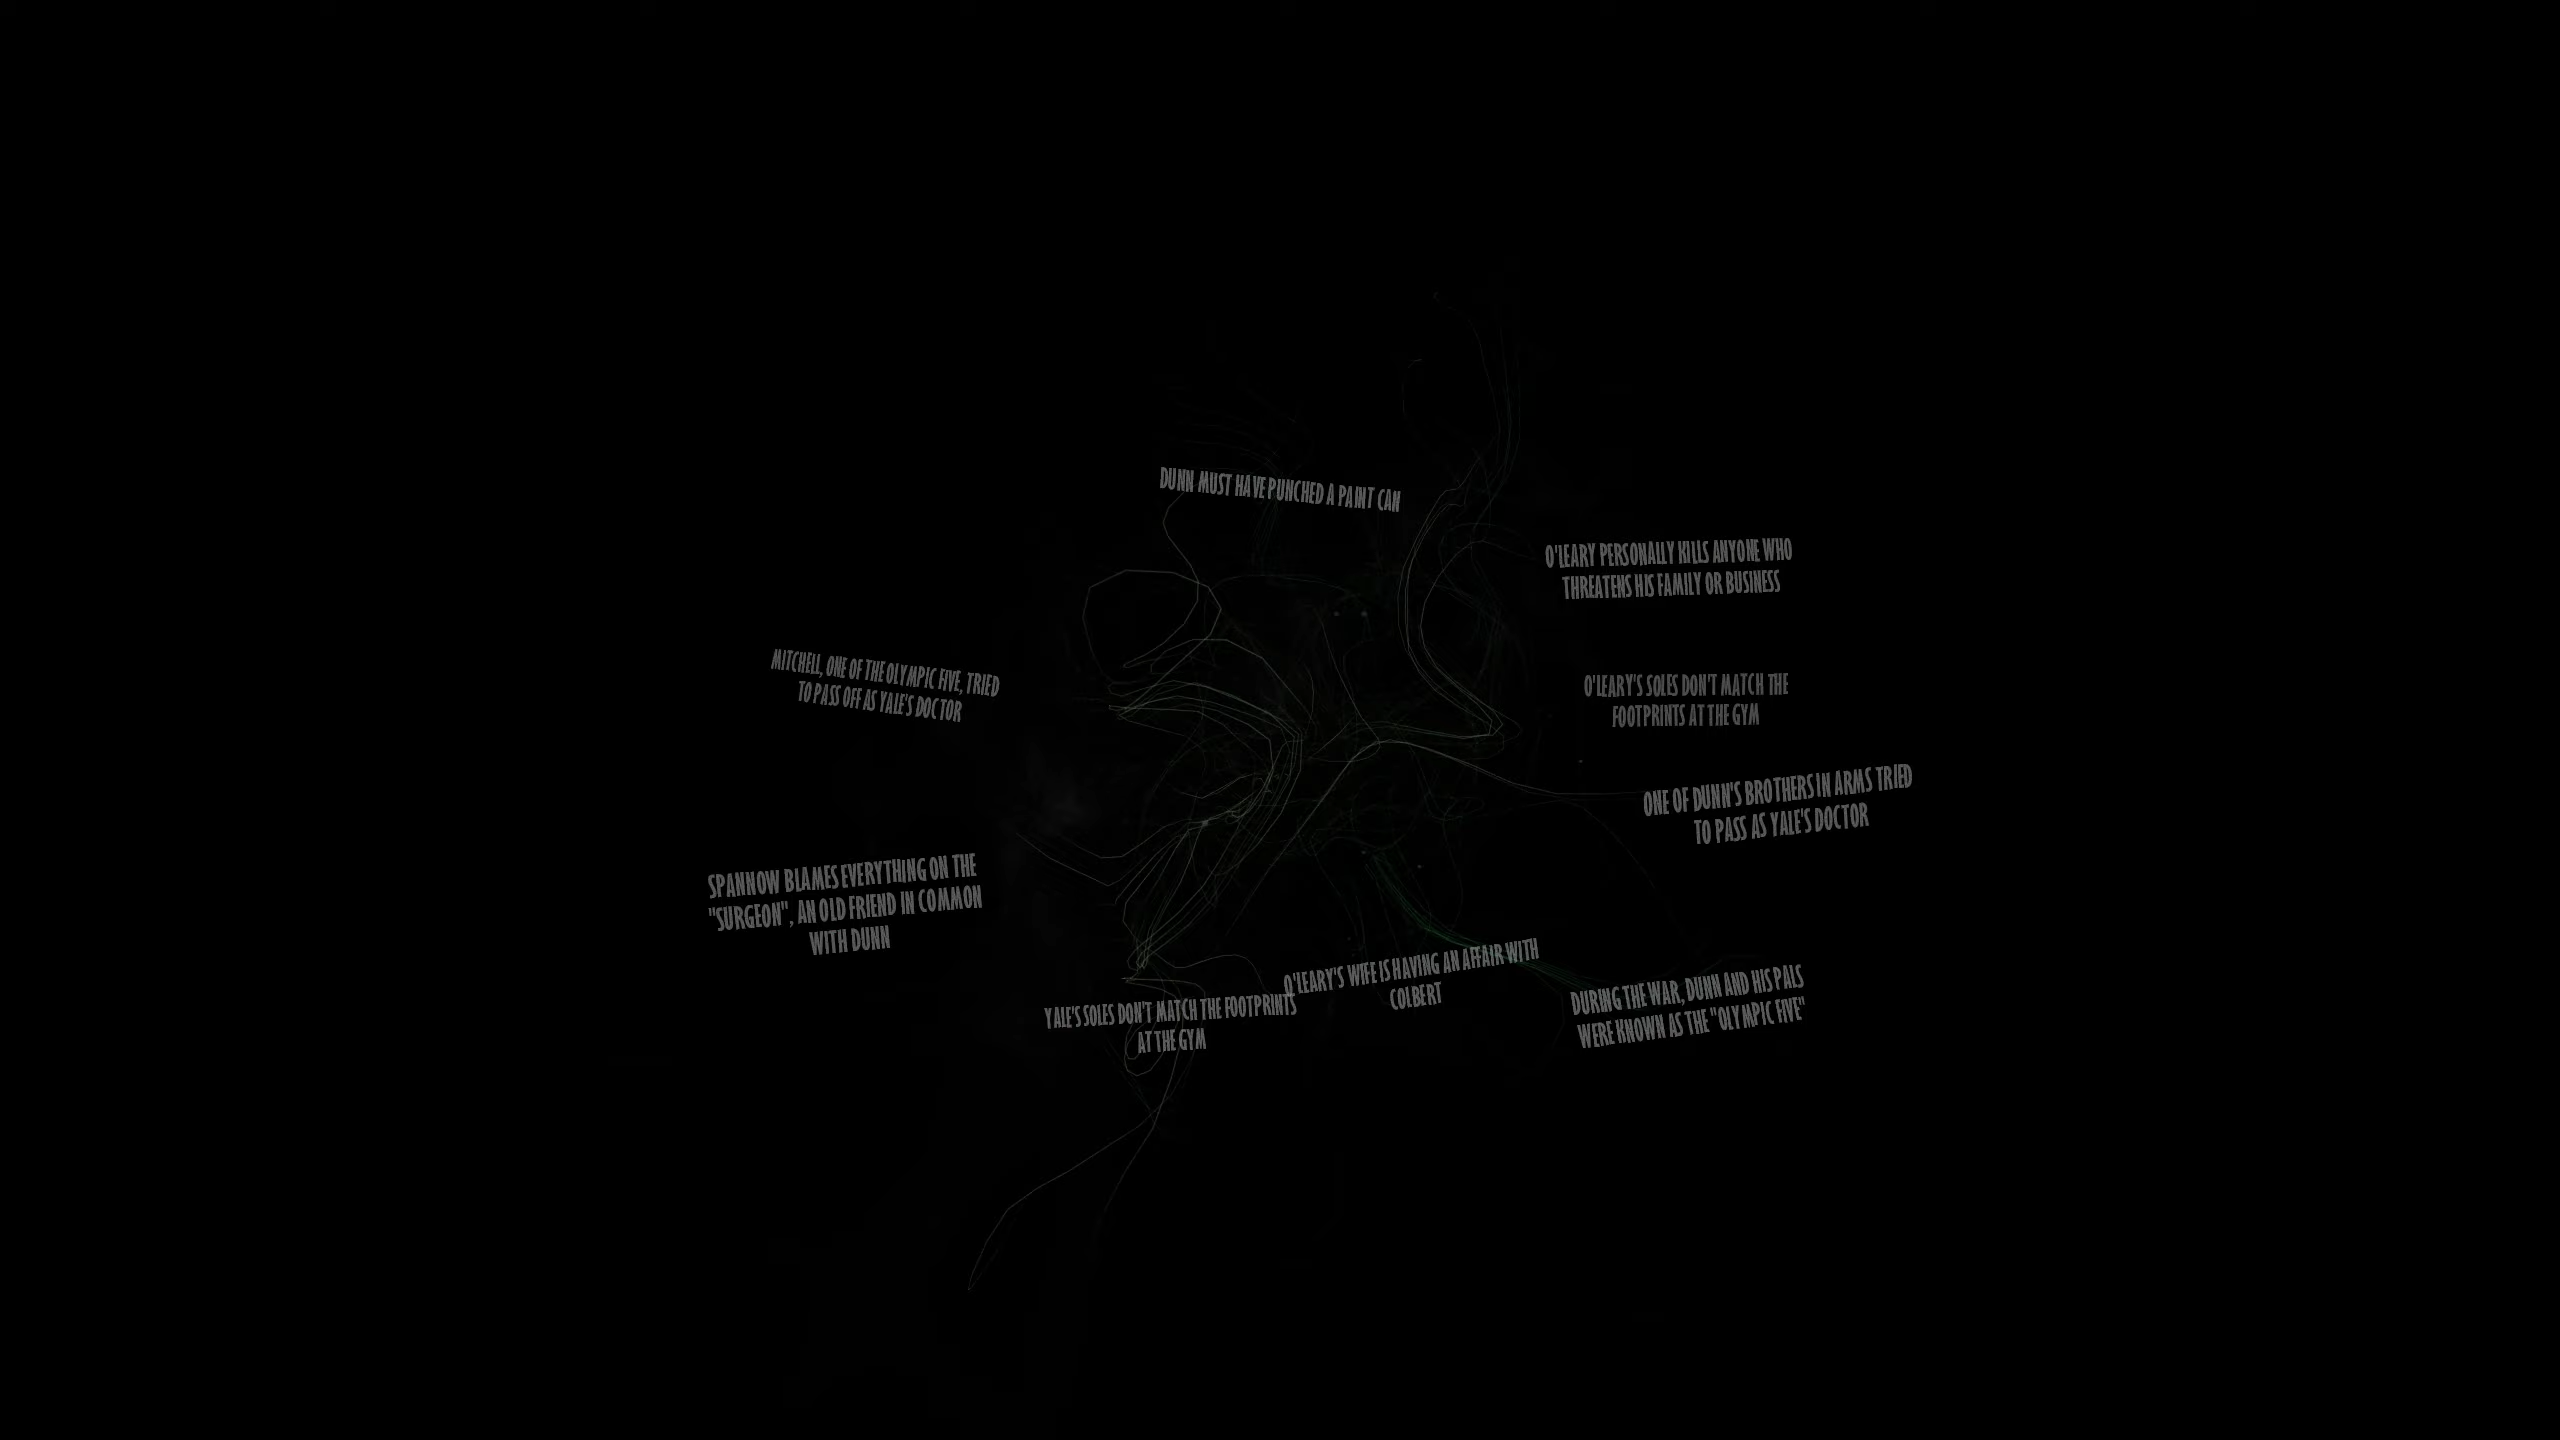 DUNN MUST HAVE PUNCHED A PAINT CAN
O'LEARY PERSONALLY KILLS ANYONE WHO
THREATENS HIS FAMILY OR BUSINESS
MITCHELL, ONE OF THE OLYMPIC FIVE, TRIED
TO PASS OFF AS YALE'S DOCTOR
O'LEARY'S SOLES DON'T MATCH THE
FOOTPRINTS AT THE GYM
ONE OF DUNN'S BROTHERS IN ARMS TRIED
TO PASS AS YALE'S DOCTOR
SPANNOW BLAMES EVERYTHING ON THE
"SURGEON", AN OLD FRIEND IN COMMON
WITH DUNN
O'LEARY'S WIFE IS HAVING AN AFFAIR WITH
COLBERT
YALE'S SOLES DON'T MATCH THE FOOTPRINTS
AT THE GYM
DURING THE WAR, DUNN AND HIS PALS
WERE KNOWN AS THE "OLYMPIC FIVE"